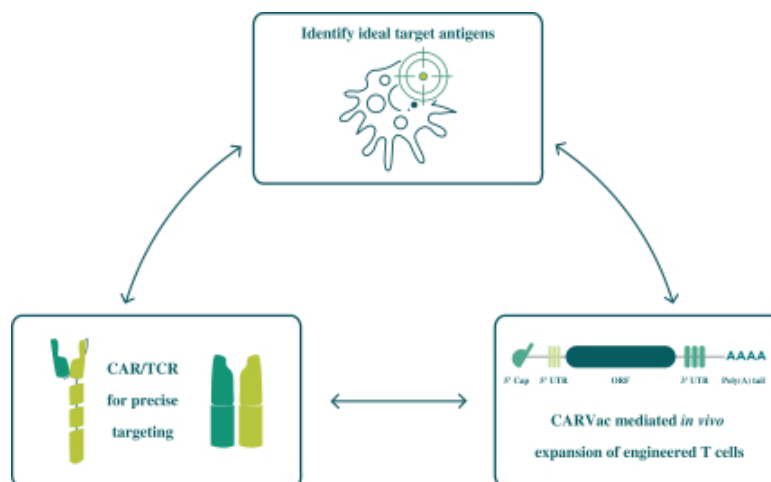 Identify ideal target antigens
CAR/TCR
for precise
targeting
AAAA
5' Cap 5' UTR ORF 3' UTR Poly(A) tail
CARVac mediated in vivo
expansion of engineered T cells